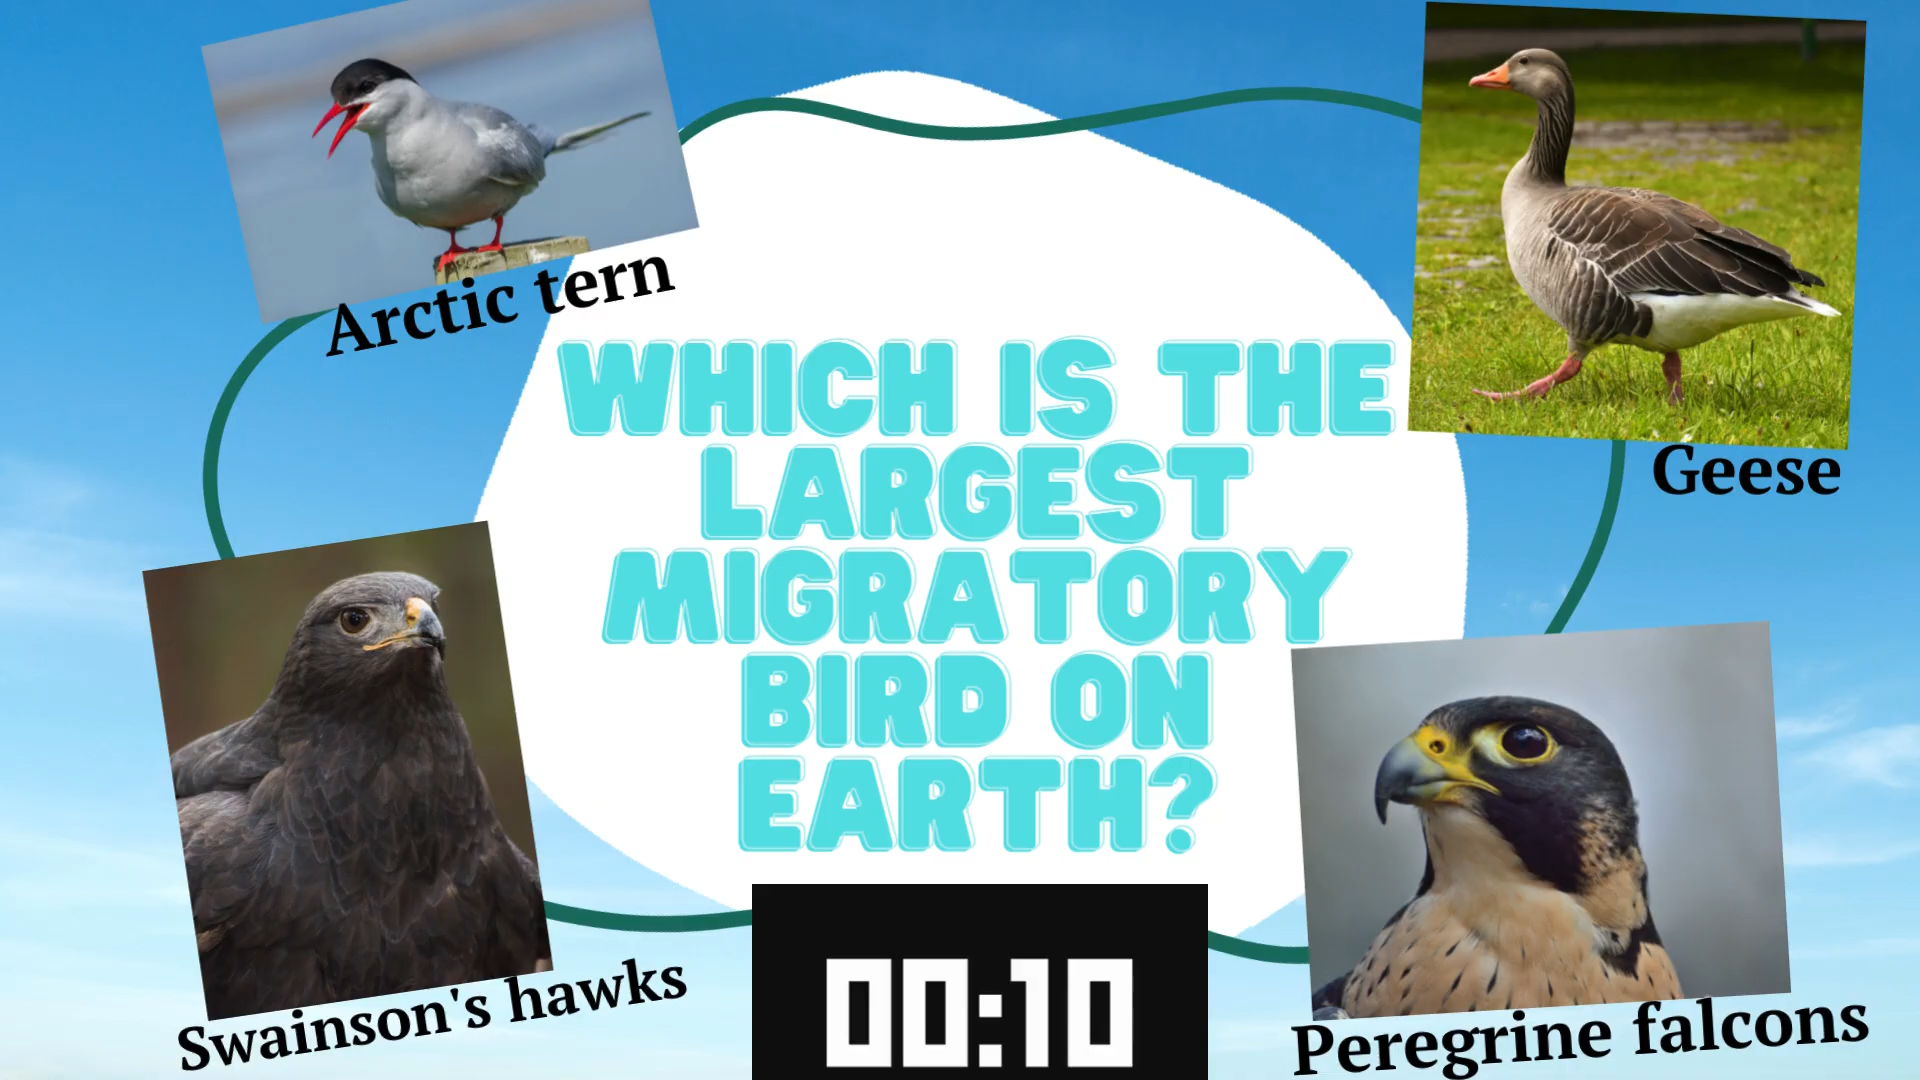 Arctic tern
Geese
WHICH IS THE
LARGEST
MIGRATORY
BIRD ON
EARTH?
Swainson's hawks
Peregrine falcons
00:10